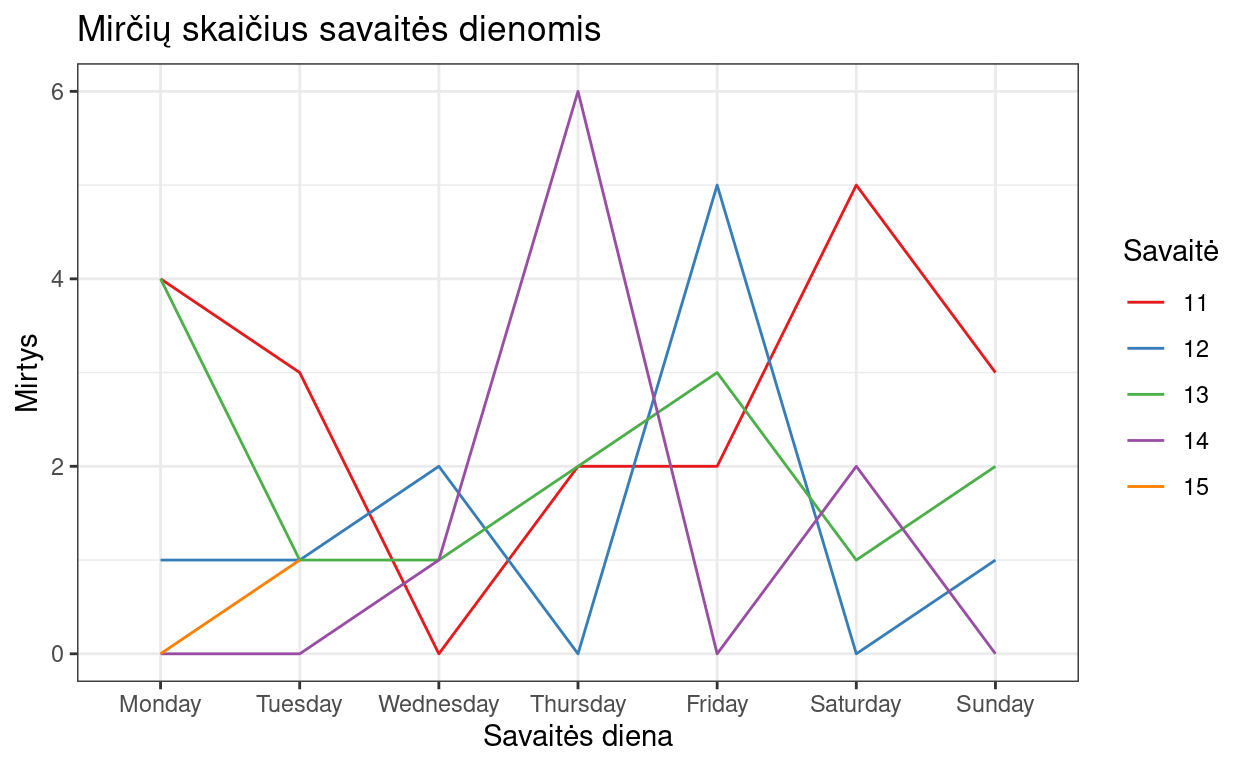 Mirčių skaičius savaitės dienomis
6
4
2
0
Mirtys
Monday Tuesday Wednesday Thursday Friday Saturday Sunday
Savaitės diena
Savaitė
11
12
13
14
15